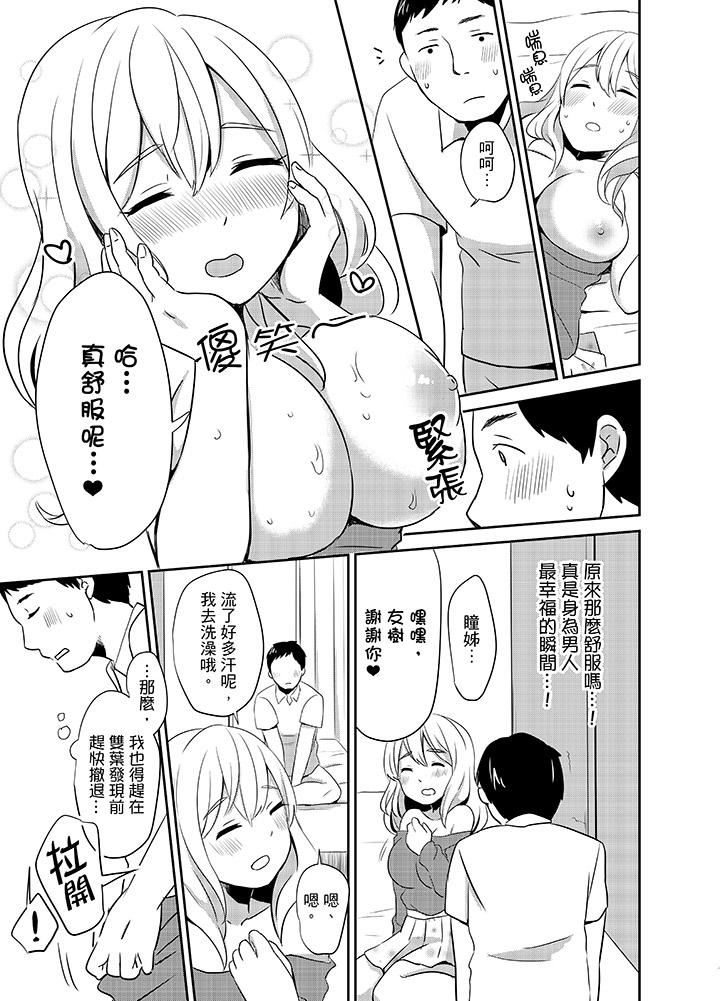 喘息
喘息
呵呵…
哈…
真舒服呢…♥
傻笑～
緊張
原來那麼舒服嗎…！
真是身為男人
最幸福的瞬間…！
瞳姊…
嘿嘿，
友樹
謝謝你♥
流了好多汗呢，
我去洗澡哦。
嗯。
嗯、
…那麼，
我也得趕在
雙葉發現前
趕快撤退…
拉開
！